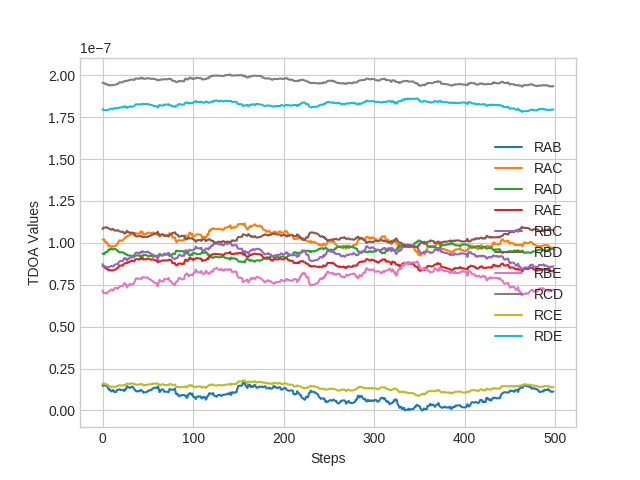 1e−7
2.00
1.75
1.50
1.25
1.00
0.75
0.50
0.25
0.00
TDOA Values
0
100
200
300
400
500
Steps
RAB
RAC
RAD
RAE
RBC
RBD
RBE
RCD
RCE
RDE